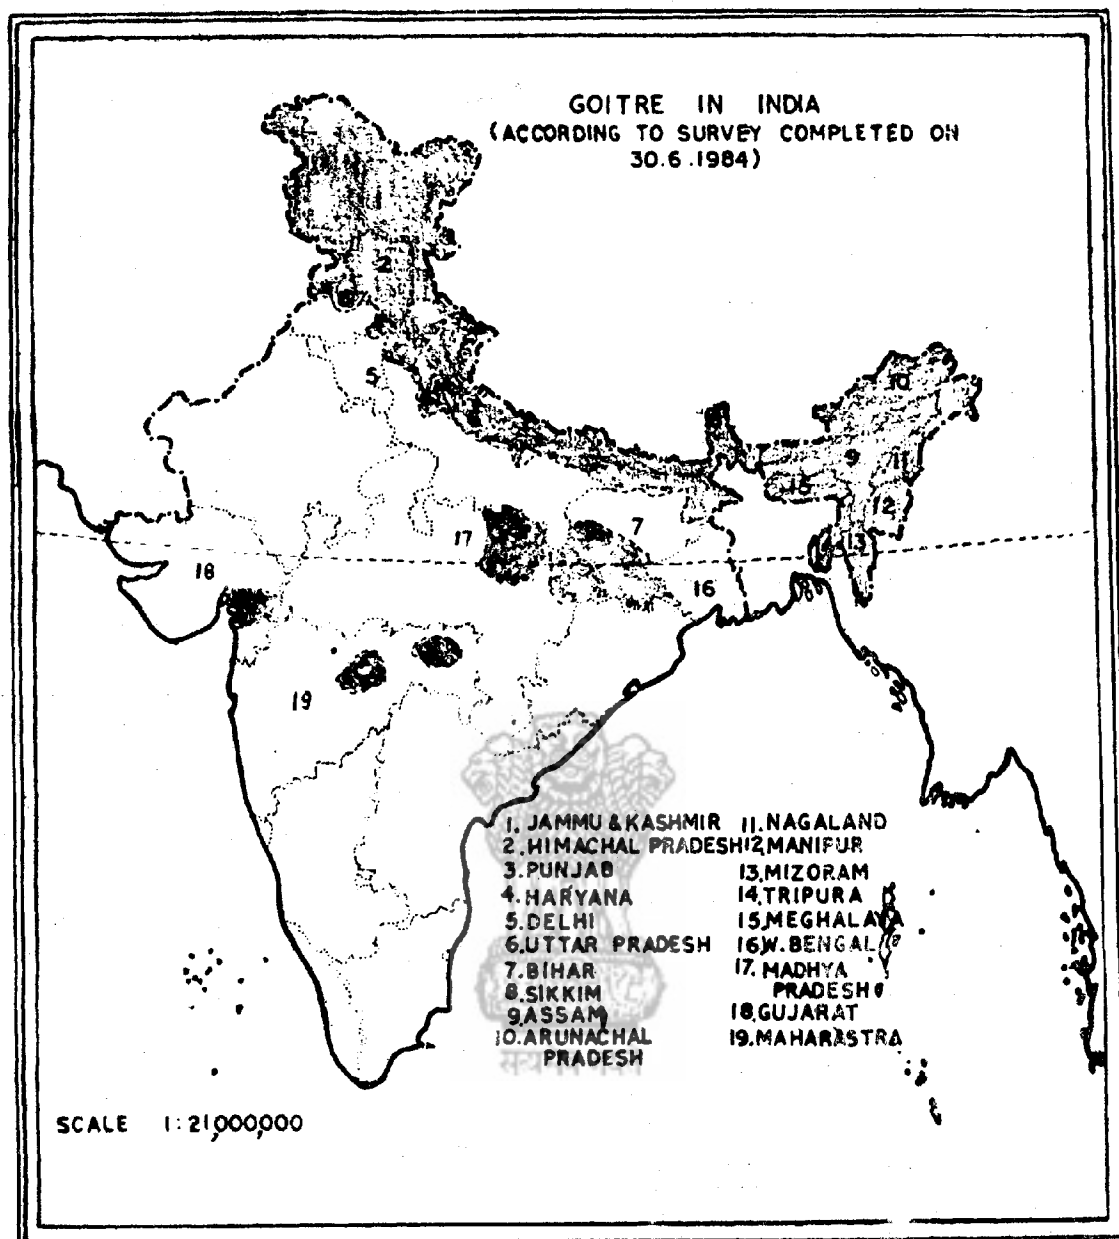 GOITRE IN INDIA
(ACCORDING TO SURVEY COMPLETED ON
30.6.1984)
2
5
10
9
11
15
12
17
7
13
18
16
19
1. JAMMU & KASHMIR
2. HIMACHAL PRADESH
3. PUNJAB
4. HARYANA
5. DELHI
6. UTTAR PRADESH
7. BIHAR
8. SIKKIM
9. ASSAM
10. ARUNACHAL
PRADESH
11. NAGALAND
12. MANIPUR
13. MIZORAM
14. TRIPURA
15. MEGHALAYA
16. W. BENGAL
17. MADHYA
PRADESH
18. GUJARAT
19. MAHARASTRA
SCALE 1:21,000,000